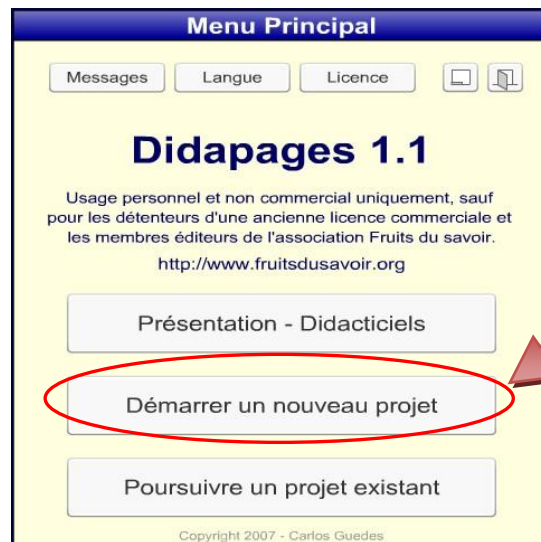 Menu Principal
Messages Langue Licence
Didapages 1.1
Usage personnel et non commercial uniquement, sauf
pour les détenteurs d'une ancienne licence commerciale et
les membres éditeurs de l'association Fruits du savoir.
http://www.fruitsdusavoir.org
Présentation - Didacticiels
Démarrer un nouveau projet
Poursuivre un projet existant
Copyright 2007 - Carlos Guedes